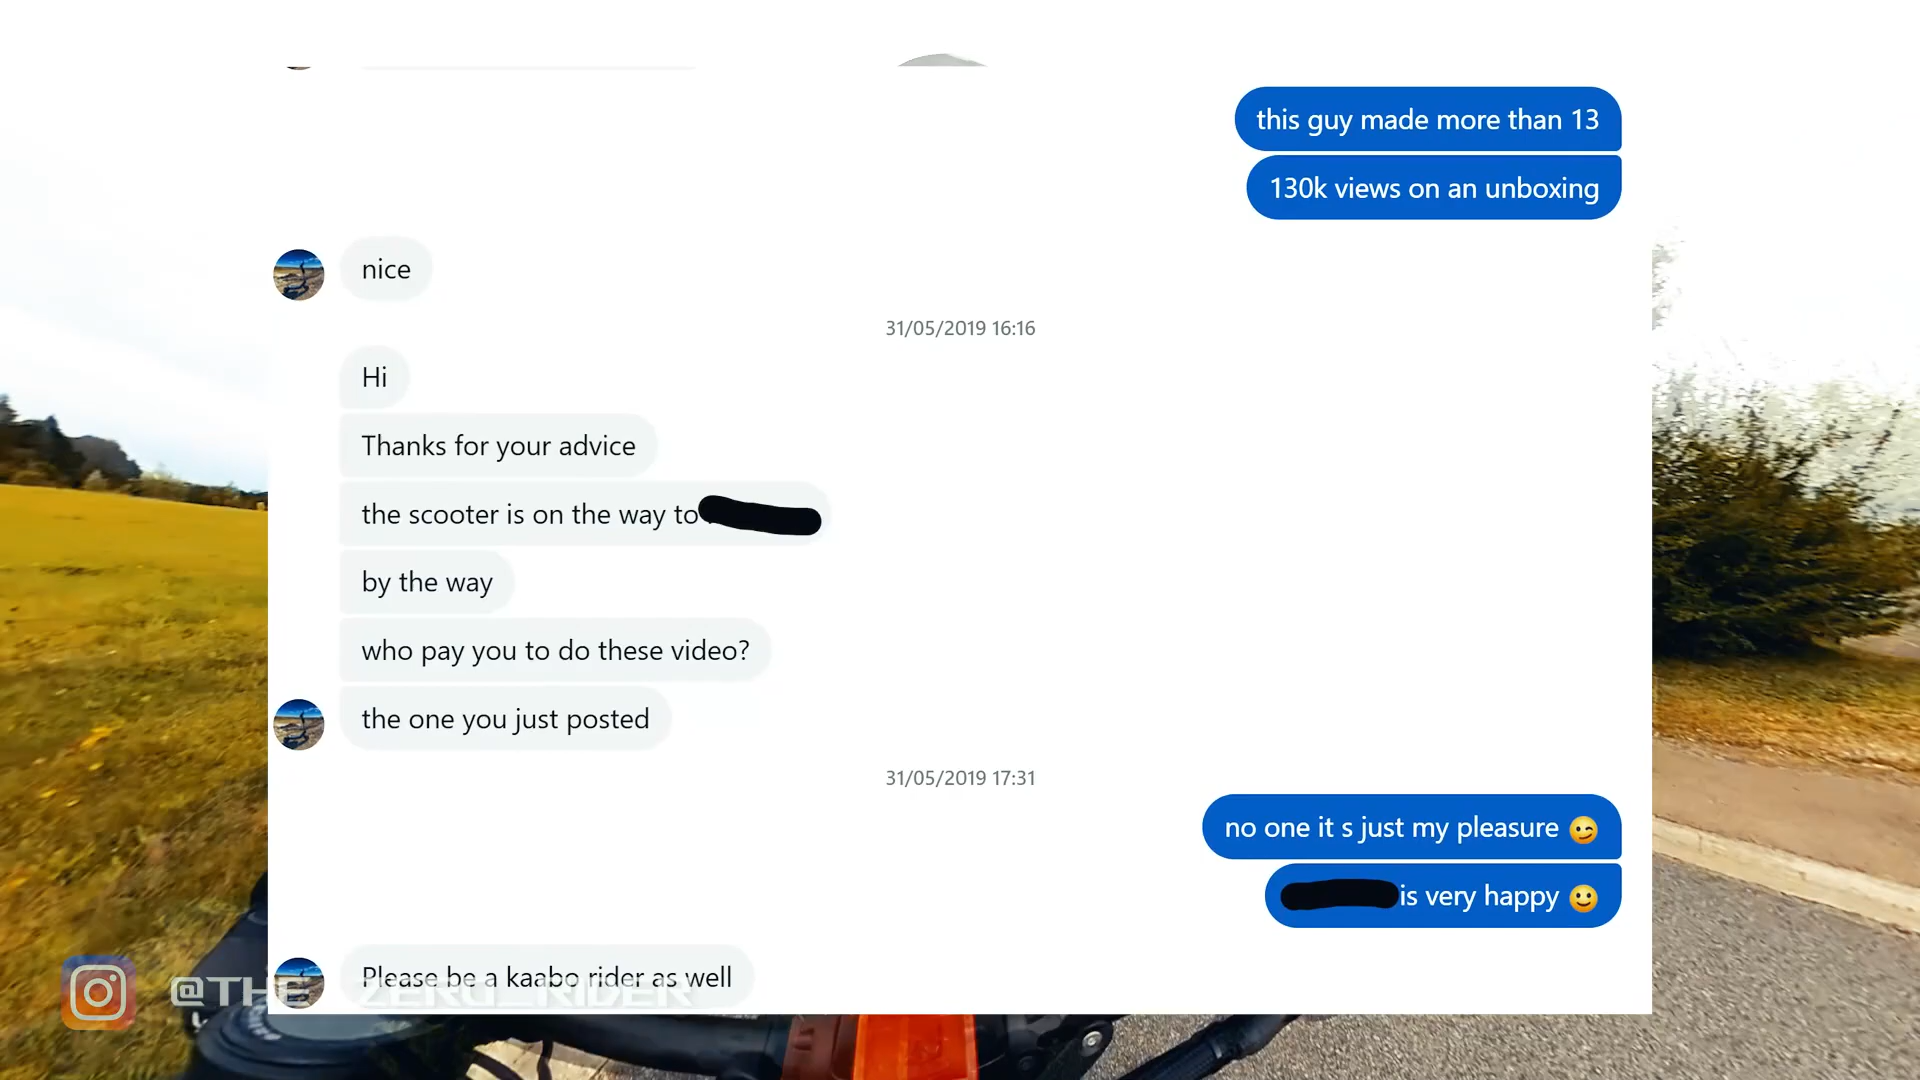 this guy made more than 13
130k views on an unboxing
nice
31/05/2019 16:16
Hi
Thanks for your advice
the scooter is on the way to
by the way
who pay you to do these video?
the one you just posted
31/05/2019 17:31
no one it s just my pleasure 😉
is very happy 🙂
Please be a kaabo rider as well
@THE_ZERO_RIDER